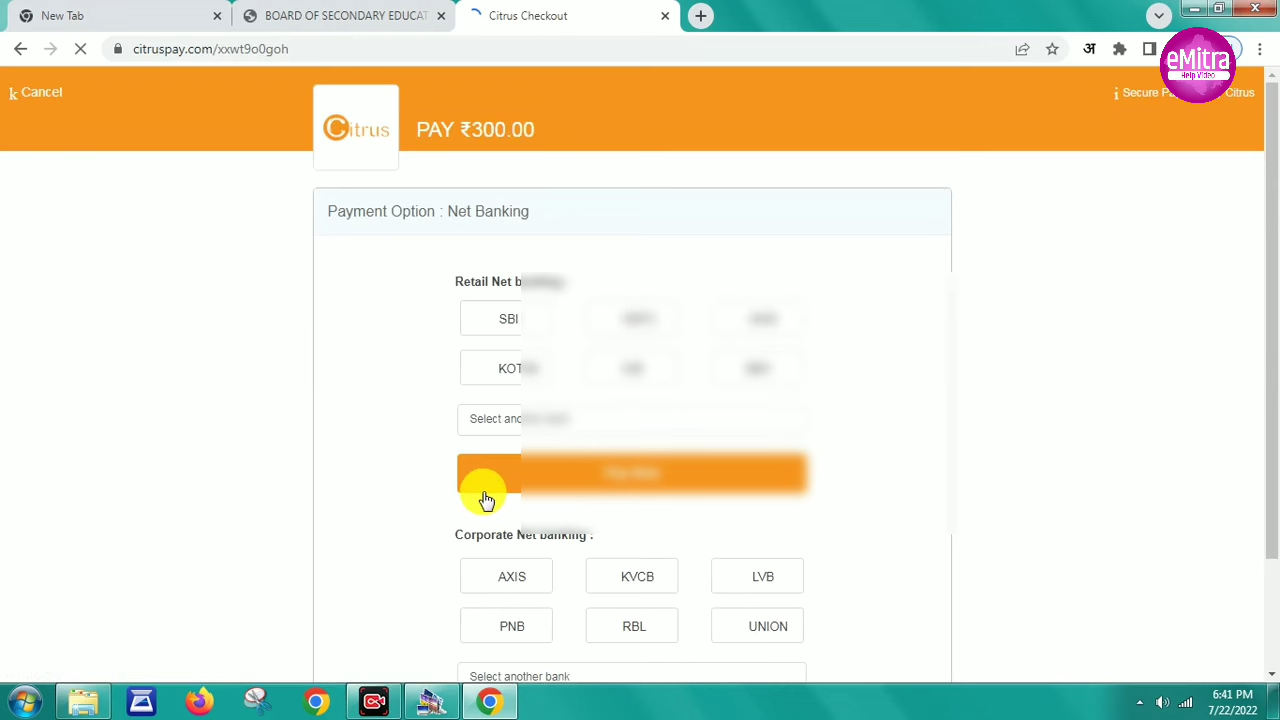 New Tab
BOARD OF SECONDARY EDUCAT
Citrus Checkout
citruspay.com/xxwt9o0goh
अ
eMitra
Help Video
k Cancel
i Secure Citrus
Citrus
PAY ₹300.00
Payment Option : Net Banking
Retail Net
SBI
Select
Corporate Net banking :
AXIS KVCB LVB
PNB RBL UNION
Select another bank
6:41 PM
7/22/2022